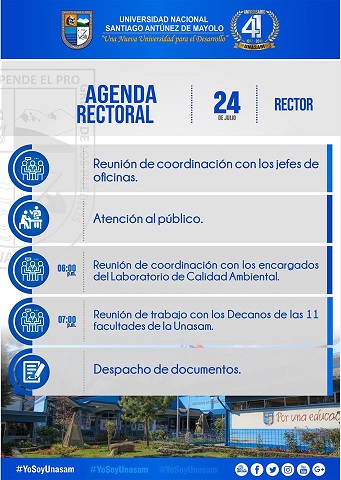 UNIVERSIDAD NACIONAL
SANTIAGO ANTÚNEZ DE MAYOLO
"Una Nueva Universidad para el Desarrollo"
ANIVERSARIO
41
UNASAM
AGENDA
RECTORAL
24
DE JULIO
RECTOR
PENDE EL PRO
Reunión de coordinación con los jefes de
oficinas.
Atención al público.
06:00
p.m.
Reunión de coordinación con los encargados
del Laboratorio de Calidad Ambiental.
07:00
p.m.
Reunión de trabajo con los Decanos de las 11
facultades de la Unasam.
Despacho de documentos.
Por una educac
#YoSoyUnasam
#YoSoyUnasam
#YoSoyUnasam